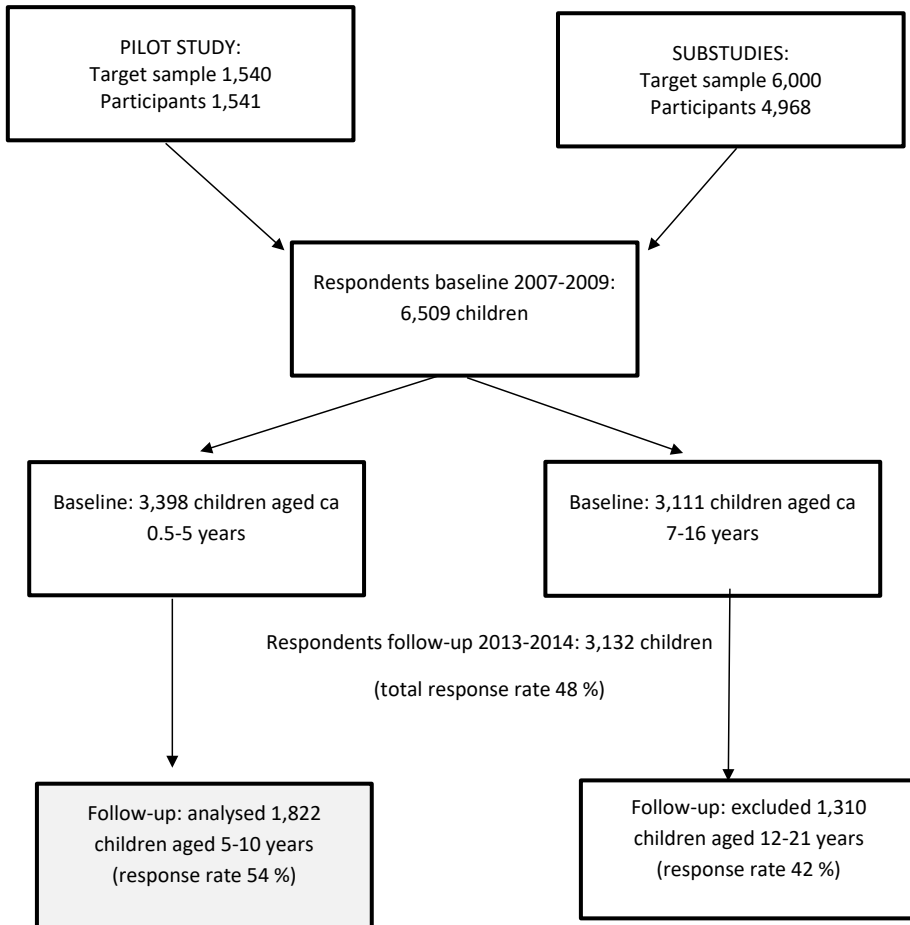 PILOT STUDY:
Target sample 1,540
Participants 1,541
SUBSTUDIES:
Target sample 6,000
Participants 4,968
Respondents baseline 2007-2009:
6,509 children
Baseline: 3,398 children aged ca
0.5-5 years
Baseline: 3,111 children aged ca
7-16 years
Respondents follow-up 2013-2014: 3,132 children
(total response rate 48 %)
Follow-up: analysed 1,822
children aged 5-10 years
(response rate 54 %)
Follow-up: excluded 1,310
children aged 12-21 years
(response rate 42 %)